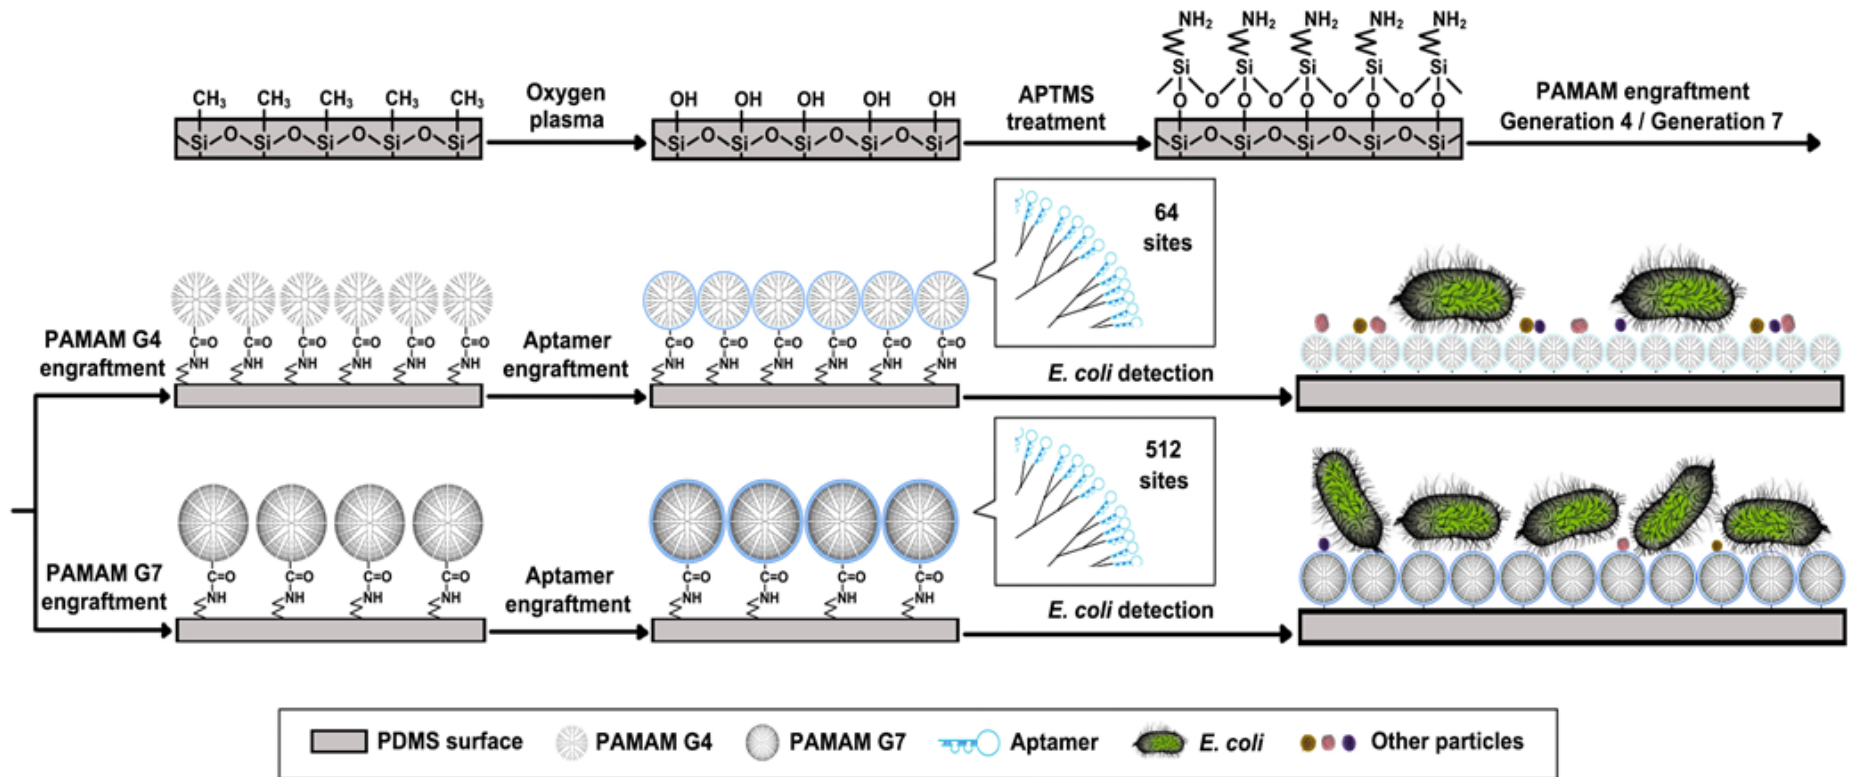 NH₂ NH₂ NH₂ NH₂ NH₂
Si Si Si Si Si
O O O O O O O O O
CH₃ CH₃ CH₃ CH₃ CH₃
Si O Si O Si O Si O Si
Oxygen
plasma
OH OH OH OH OH
Si O Si O Si O Si O Si
APTMS
treatment
Si O Si O Si O Si O Si
PAMAM engraftment
Generation 4 / Generation 7
64
sites
PAMAM G4
engraftment
C=O C=O C=O C=O C=O C=O
NH NH NH NH NH NH
Aptamer
engraftment
C=O C=O C=O C=O C=O C=O
NH NH NH NH NH NH
E. coli detection
512
sites
PAMAM G7
engraftment
C=O C=O C=O C=O
NH NH NH NH
Aptamer
engraftment
C=O C=O C=O C=O
NH NH NH NH
E. coli detection
PDMS surface
PAMAM G4
PAMAM G7
Aptamer
E. coli
Other particles